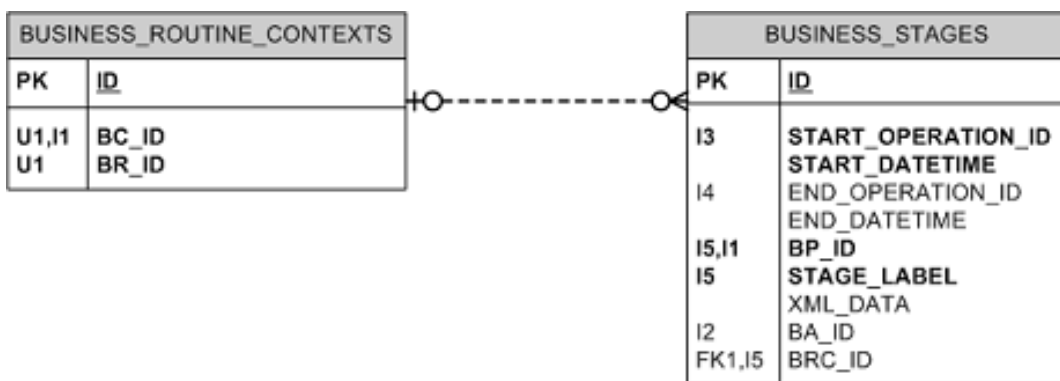 BUSINESS_ROUTINE_CONTEXTS
PK ID
U1,I1 BC_ID
U1 BR_ID
BUSINESS_STAGES
PK ID
I3 START_OPERATION_ID
START_DATETIME
I4 END_OPERATION_ID
END_DATETIME
I5,I1 BP_ID
I5 STAGE_LABEL
XML_DATA
I2 BA_ID
FK1,I5 BRC_ID